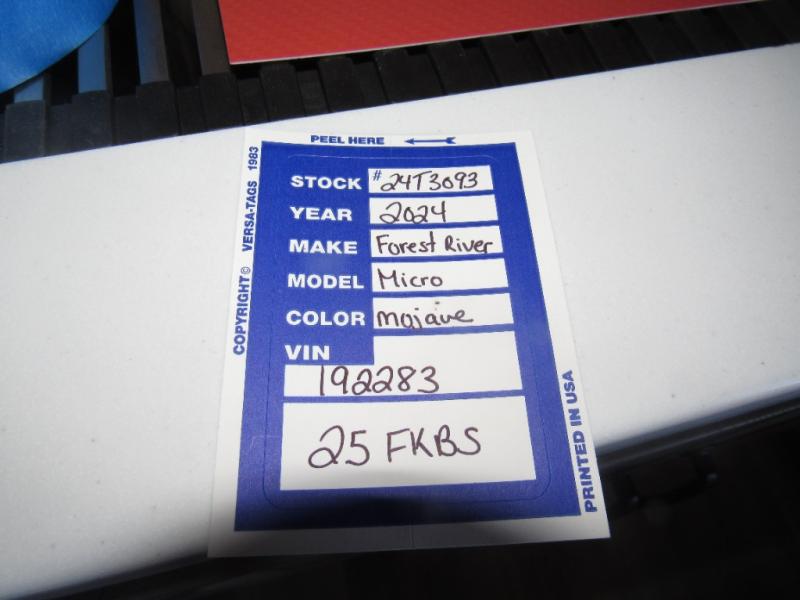 PEEL HERE
COPYRIGHT© VERSA-TAGS 1983
STOCK #24T3093
YEAR 2024
MAKE Forest River
MODEL Micro
COLOR mojave
VIN
192283
25 FKBS
PRINTED IN USA